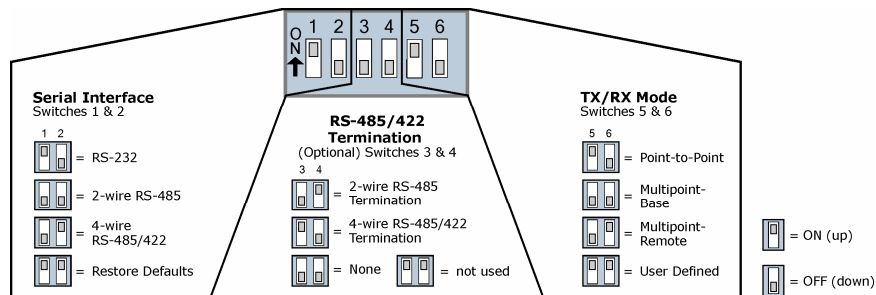 ON
1 2 3 4 5 6
Serial Interface
Switches 1 & 2
1 2
= RS-232
= 2-wire RS-485
= 4-wire
RS-485/422
= Restore Defaults
RS-485/422
Termination
(Optional) Switches 3 & 4
3 4
= 2-wire RS-485
Termination
= 4-wire RS-485/422
Termination
= None
= not used
TX/RX Mode
Switches 5 & 6
5 6
= Point-to-Point
= Multipoint-
Base
= Multipoint-
Remote
= User Defined
= ON (up)
= OFF (down)